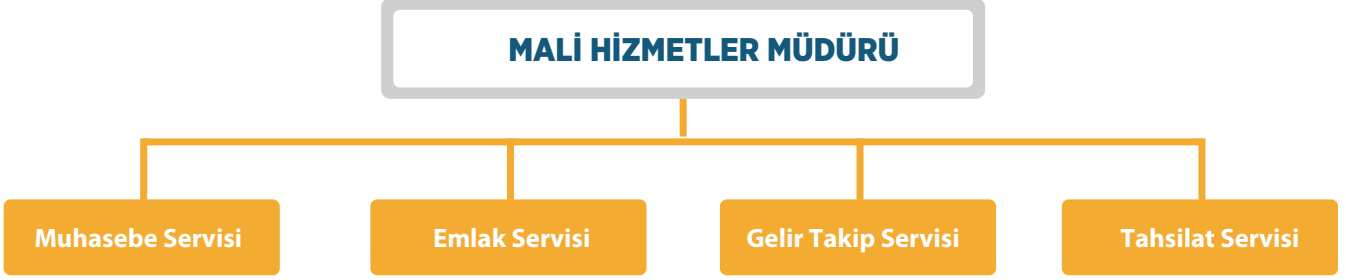 MALİ HİZMETLER MÜDÜRÜ
Muhasebe Servisi
Emlak Servisi
Gelir Takip Servisi
Tahsilat Servisi